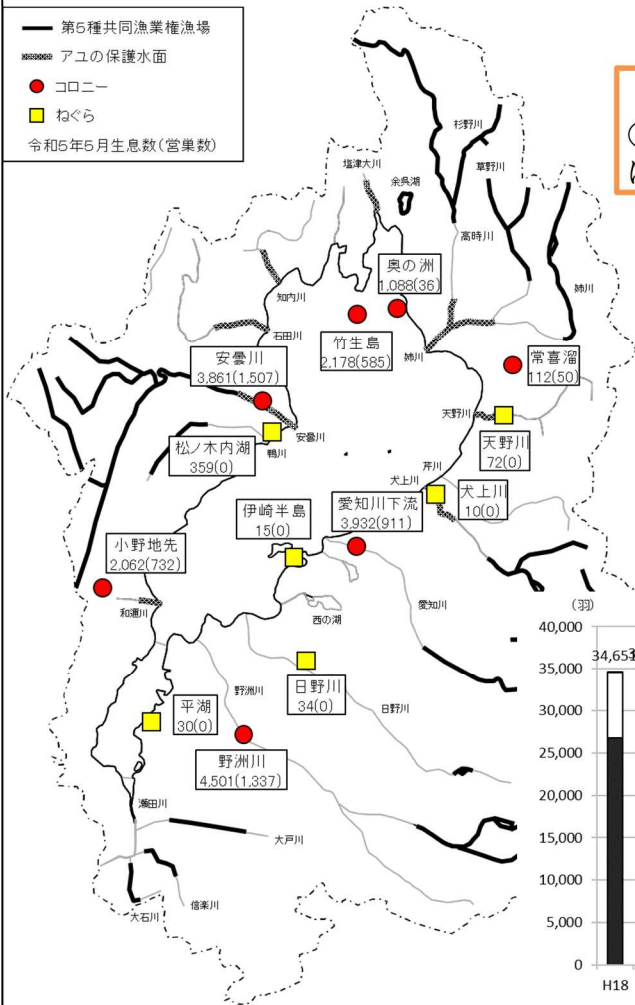 第5種共同漁業権漁場
アユの保護水面
コロニー
ねぐら
令和5年5月生息数(営巣数)
杉野川
草野川
塩津大川
余呉湖
高時川
姉川
奥の洲
1,088(36)
知内川
竹生島
2,178(585)
石田川
姉川
安曇川
3,861(1,507)
常喜溜
112(50)
天野川
天野川
72(0)
安曇川
鴨川
松ノ木内湖
359(0)
芹川
犬上川
犬上川
10(0)
伊崎半島
15(0)
愛知川下流
3,932(911)
小野地先
2,062(732)
和邇川
西の湖
愛知川
(羽)
40,000
34,653
35,000
30,000
25,000
20,000
15,000
10,000
5,000
0
H18
野洲川
日野川
34(0)
日野川
平湖
30(0)
野洲川
4,501(1,337)
瀬田川
大戸川
信楽川
大石川